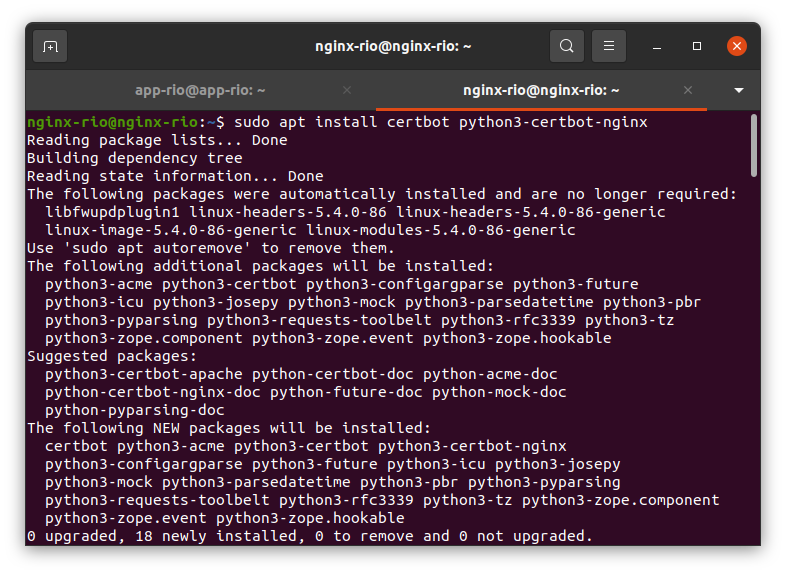 nginx-rio@nginx-rio: ~
app-rio@app-rio: ~
nginx-rio@nginx-rio: ~
nginx-rio@nginx-rio:~$ sudo apt install certbot python3-certbot-nginx
Reading package lists... Done
Building dependency tree
Reading state information... Done
The following packages were automatically installed and are no longer required:
  libfwupdplugin1 linux-headers-5.4.0-86 linux-headers-5.4.0-86-generic
  linux-image-5.4.0-86-generic linux-modules-5.4.0-86-generic
Use 'sudo apt autoremove' to remove them.
The following additional packages will be installed:
  python3-acme python3-certbot python3-configargparse python3-future
  python3-icu python3-josepy python3-mock python3-parsedatetime python3-pbr
  python3-pyparsing python3-requests-toolbelt python3-rfc3339 python3-tz
  python3-zope.component python3-zope.event python3-zope.hookable
Suggested packages:
  python3-certbot-apache python-certbot-doc python-acme-doc
  python-certbot-nginx-doc python-future-doc python-mock-doc
  python-pyparsing-doc
The following NEW packages will be installed:
  certbot python3-acme python3-certbot python3-certbot-nginx
  python3-configargparse python3-future python3-icu python3-josepy
  python3-mock python3-parsedatetime python3-pbr python3-pyparsing
  python3-requests-toolbelt python3-rfc3339 python3-tz python3-zope.component
  python3-zope.event python3-zope.hookable
0 upgraded, 18 newly installed, 0 to remove and 0 not upgraded.